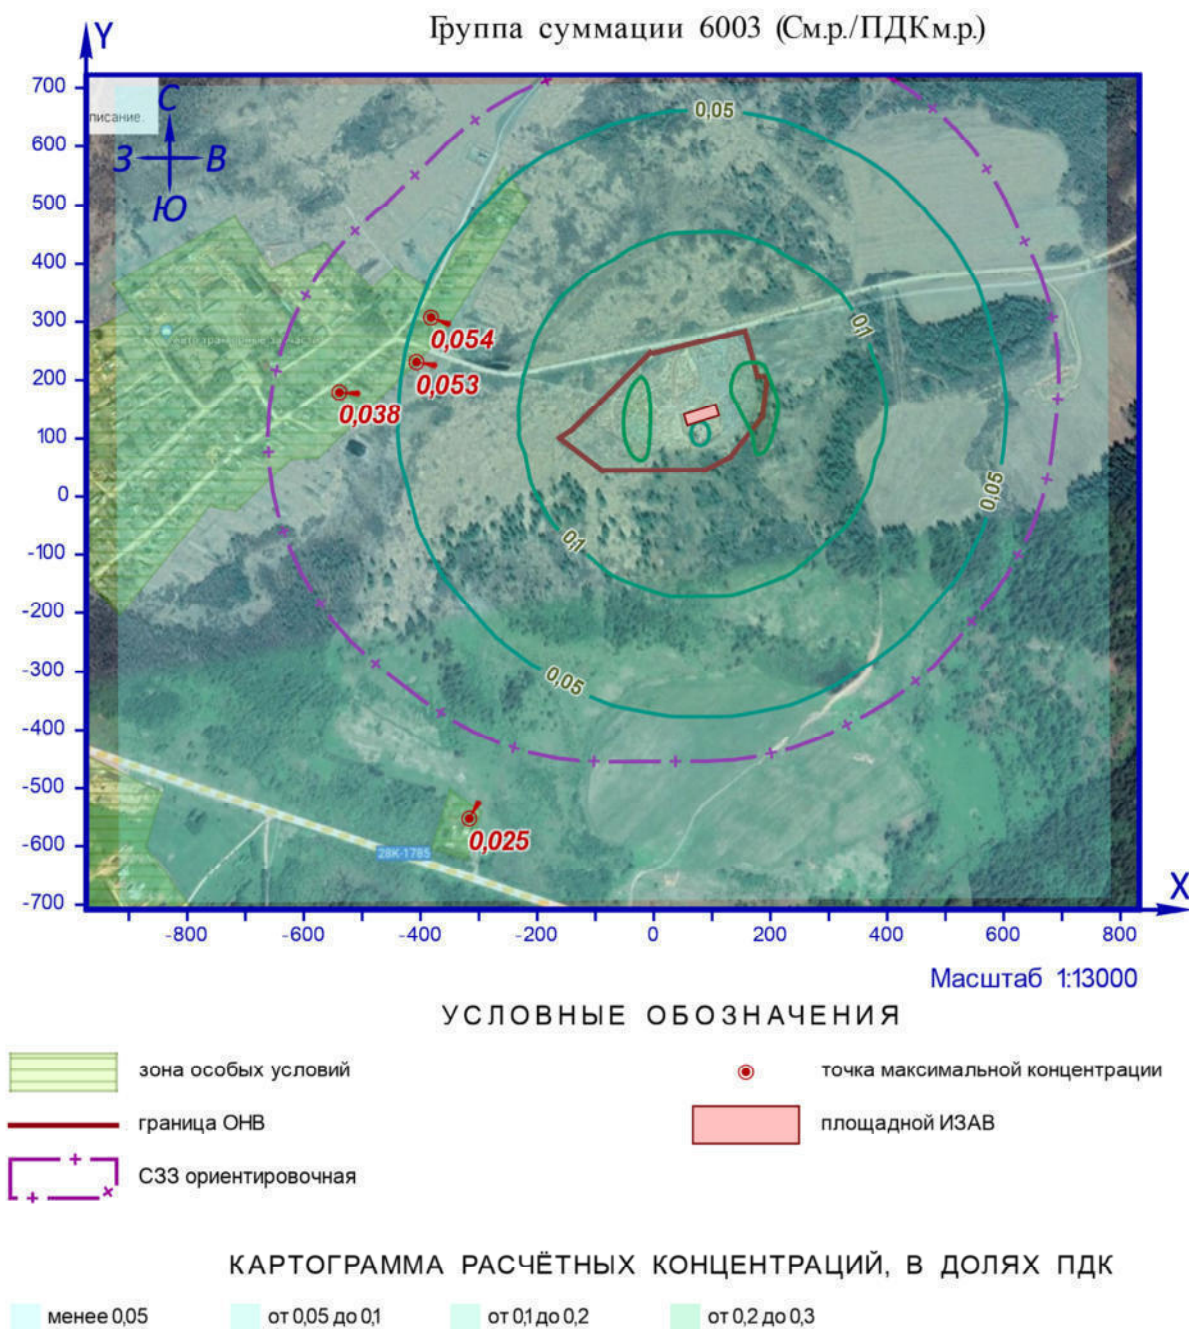 Группа суммации 6003 (См.р./ПДКм.р.)
Y
700
600
500
400
300
200
100
0
-100
-200
-300
-400
-500
-600
-700
писание.
С
З
В
Ю
0,05
0,1
0,054
0,053
0,038
0,1
0,05
0,05
0,025
28К-1785
X
-800
-600
-400
-200
0
200
400
600
800
Масштаб 1:13000
УСЛОВНЫЕ ОБОЗНАЧЕНИЯ
зона особых условий
точка максимальной концентрации
граница ОНВ
площадной ИЗАВ
СЗЗ ориентировочная
КАРТОГРАММА РАСЧЁТНЫХ КОНЦЕНТРАЦИЙ, В ДОЛЯХ ПДК
менее 0,05
от 0,05 до 0,1
от 0,1 до 0,2
от 0,2 до 0,3